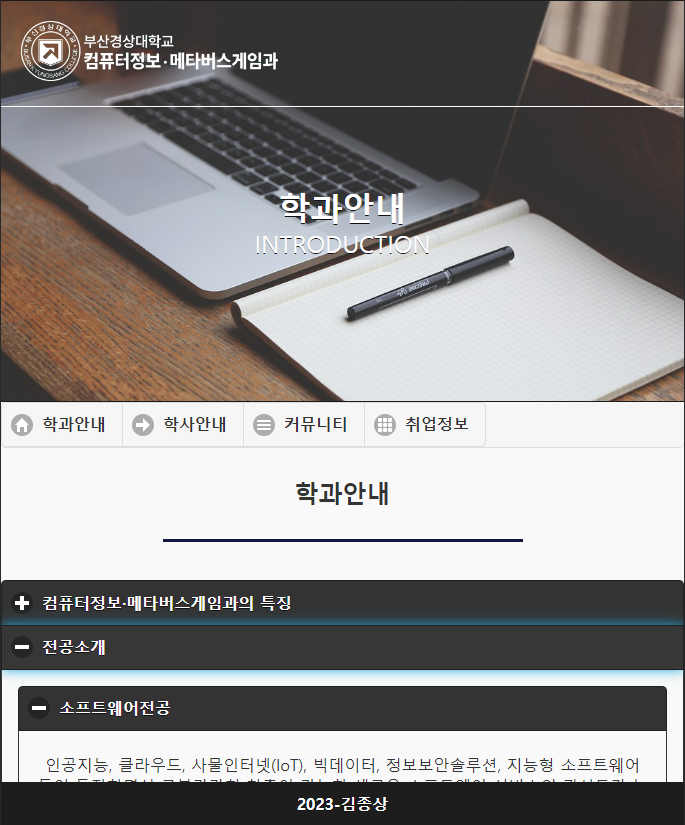 부산경상대학교
컴퓨터정보·메타버스게임과
학과안내
INTRODUCTION
학과안내
학사안내
커뮤니티
취업정보
학과안내
컴퓨터정보·메타버스게임과의 특징
전공소개
소프트웨어전공
인공지능, 클라우드, 사물인터넷(IoT), 빅데이터, 정보보안솔루션, 지능형 소프트웨어
2023-김종상